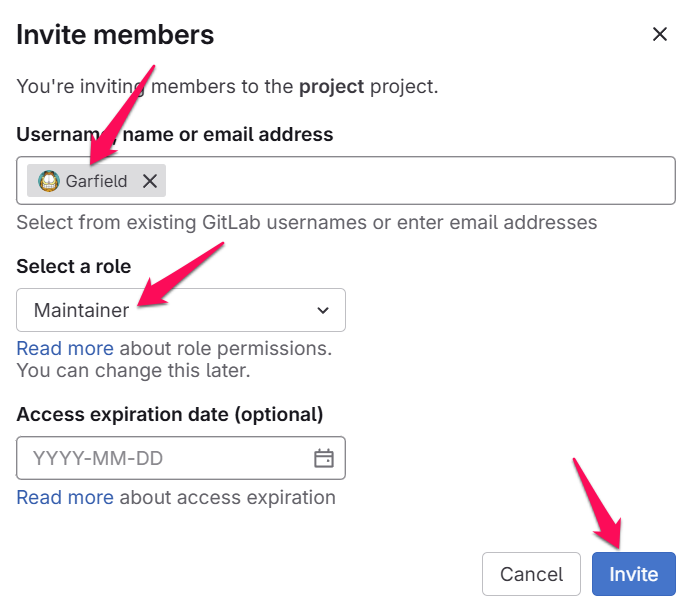 Invite members
You're inviting members to the project project.
Username, name or email address
Garfield
Select from existing GitLab usernames or enter email addresses
Select a role
Maintainer
Read more about role permissions.
You can change this later.
Access expiration date (optional)
YYYY-MM-DD
Read more about access expiration
Cancel Invite